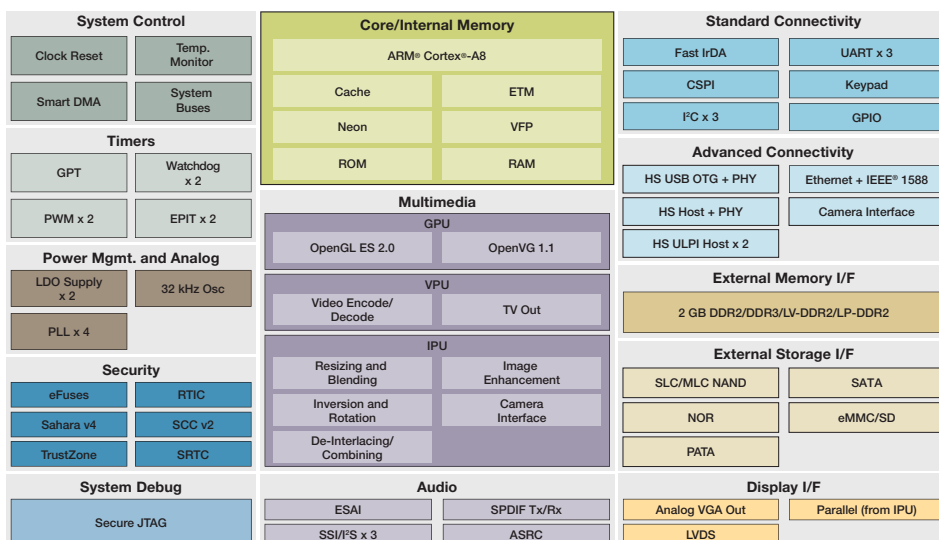 System Control
Clock Reset
Temp.
Monitor
Smart DMA
System
Buses
Timers
GPT
Watchdog
x 2
PWM x 2
EPIT x 2
Power Mgmt. and Analog
LDO Supply
x 2
32 kHz Osc
PLL x 4
Security
eFuses
RTIC
Sahara v4
SCC v2
TrustZone
SRTC
System Debug
Secure JTAG
Core/Internal Memory
ARM® Cortex®-A8
Cache
ETM
Neon
VFP
ROM
RAM
Multimedia
GPU
OpenGL ES 2.0
OpenVG 1.1
VPU
Video Encode/
Decode
TV Out
IPU
Resizing and
Blending
Image
Enhancement
Inversion and
Rotation
Camera
Interface
De-Interlacing/
Combining
Audio
ESAI
SPDIF Tx/Rx
SSI/I²S x 3
ASRC
Standard Connectivity
Fast IrDA
UART x 3
CSPI
Keypad
I²C x 3
GPIO
Advanced Connectivity
HS USB OTG + PHY
Ethernet + IEEE® 1588
HS Host + PHY
Camera Interface
HS ULPI Host x 2
External Memory I/F
2 GB DDR2/DDR3/LV-DDR2/LP-DDR2
External Storage I/F
SLC/MLC NAND
SATA
NOR
eMMC/SD
PATA
Display I/F
Analog VGA Out
Parallel (from IPU)
LVDS